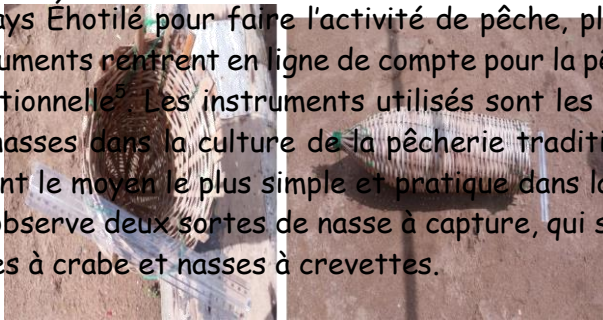 ays Éhotilé pour faire l'activité de pêche, pl
uments rentrent en ligne de compte pour la pê
tionnelle⁵. Les instruments utilisés sont les
nasses dans la culture de la pêcherie traditi
nt le moyen le plus simple et pratique dans la
observe deux sortes de nasse à capture, qui s
es à crabe et nasses à crevettes.